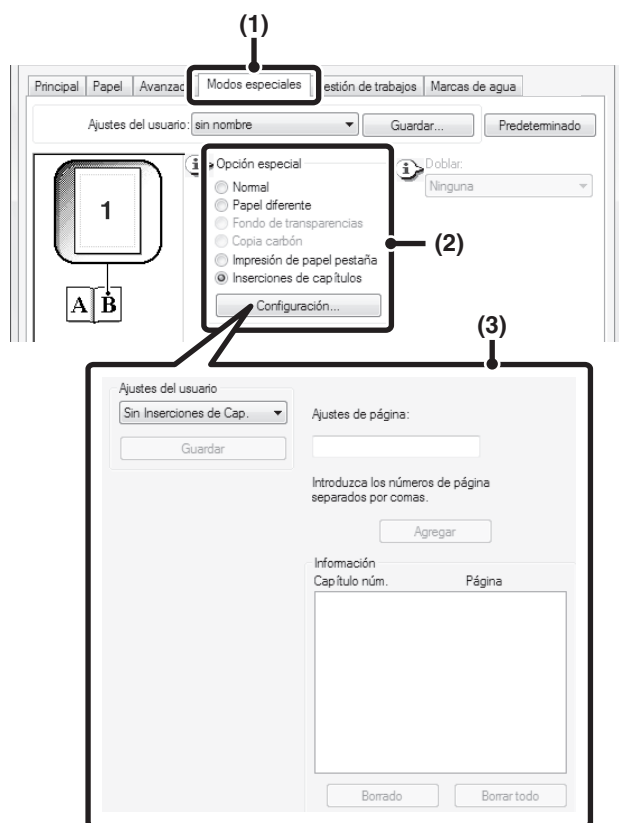 (1)
Principal Papel Avanzad Modos especiales estión de trabajos Marcas de agua
Ajustes del usuario: sin nombre Guardar... Predeterminado
Opción especial
Normal
Papel diferente
Fondo de transparencias
Copia carbón
Impresión de papel pestaña
Inserciones de capítulos
Configuración...
(2)
Doblar:
Ninguna
1
A B
(3)
Ajustes del usuario
Sin Inserciones de Cap.
Guardar
Ajustes de página:
Introduzca los números de página
separados por comas.
Agregar
Información
Capítulo núm. Página
Borrado Borrar todo